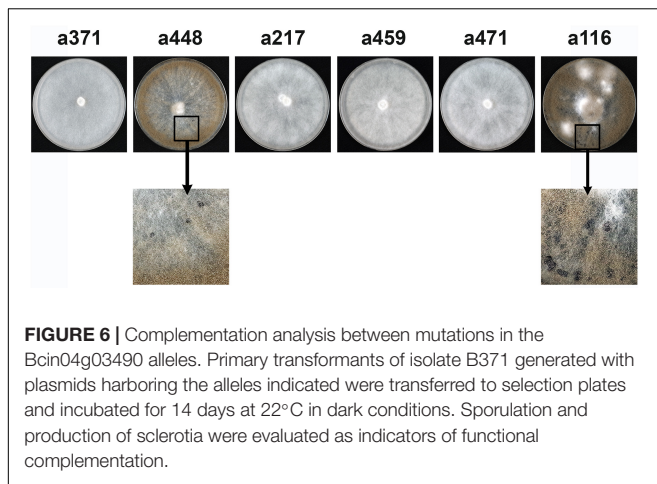 a371 a448 a217 a459 a471 a116
FIGURE 6 | Complementation analysis between mutations in the
Bcin04g03490 alleles. Primary transformants of isolate B371 generated with
plasmids harboring the alleles indicated were transferred to selection plates
and incubated for 14 days at 22°C in dark conditions. Sporulation and
production of sclerotia were evaluated as indicators of functional
complementation.